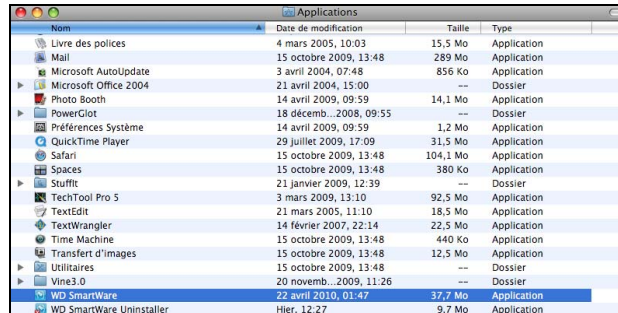 Applications
Nom Date de modification Taille Type
Livre des polices 4 mars 2005, 10:03 15,5 Mo Application
Mail 15 octobre 2009, 13:48 289 Mo Application
Microsoft AutoUpdate 3 avril 2004, 07:48 856 Ko Application
Microsoft Office 2004 21 avril 2004, 15:00 -- Dossier
Photo Booth 14 avril 2009, 09:59 14,1 Mo Application
PowerGlot 18 décemb...2008, 09:55 -- Dossier
Préférences Système 14 avril 2009, 09:59 1,2 Mo Application
QuickTime Player 29 juillet 2009, 17:09 31,5 Mo Application
Safari 15 octobre 2009, 13:48 104,1 Mo Application
Spaces 15 octobre 2009, 13:48 380 Ko Application
StuffIt 21 janvier 2009, 12:39 -- Dossier
TechTool Pro 5 3 mars 2009, 13:10 92,5 Mo Application
TextEdit 21 mars 2005, 11:10 18,5 Mo Application
TextWrangler 14 février 2007, 22:14 22,5 Mo Application
Time Machine 15 octobre 2009, 13:48 440 Ko Application
Transfert d'images 15 octobre 2009, 13:48 12,5 Mo Application
Utilitaires 15 octobre 2009, 13:48 -- Dossier
Vine3.0 20 novemb...2009, 11:26 -- Dossier
WD SmartWare 22 avril 2010, 01:47 37,7 Mo Application
WD SmartWare Uninstaller Hier, 12:27 9,7 Mo Application